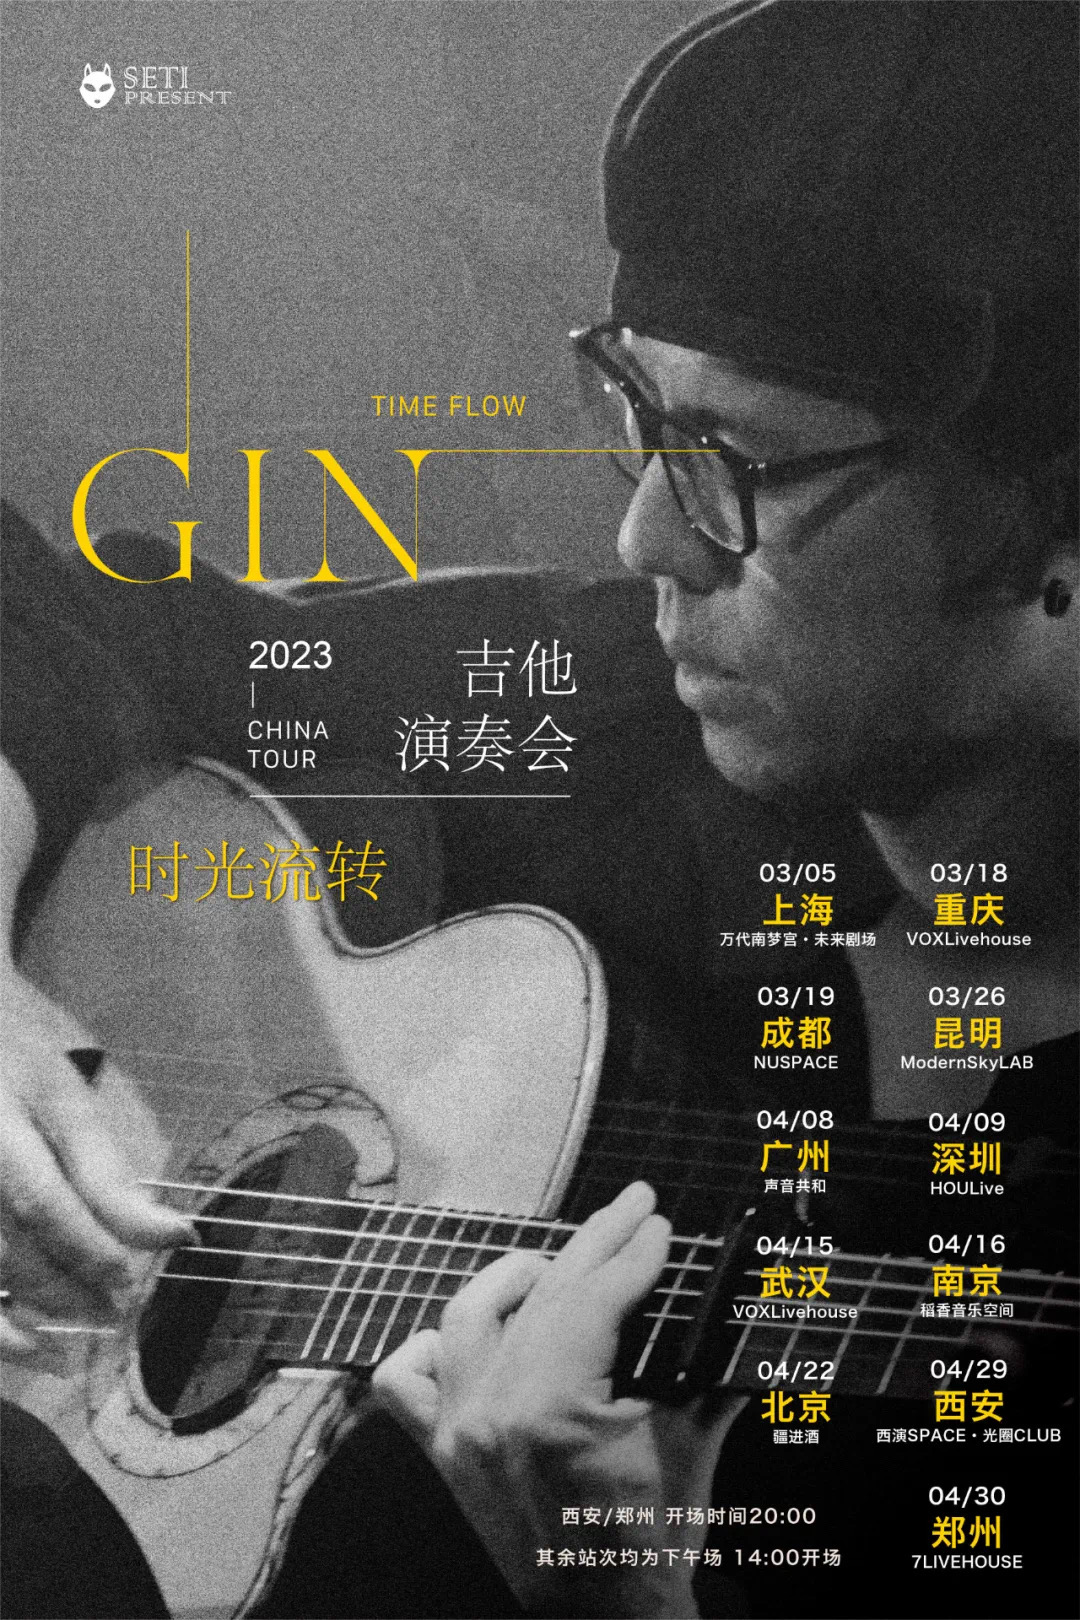 SETI
PRESENT
TIME FLOW
GIN
2023
CHINA
TOUR
吉他
演奏会
时光流转
03/05
上海
万代南梦宫·未来剧场
03/18
重庆
VOXLivehouse
03/19
成都
NUSPACE
03/26
昆明
ModernSkyLAB
04/08
广州
声音共和
04/09
深圳
HOULive
04/15
武汉
VOXLivehouse
04/16
南京
稻香音乐空间
04/22
北京
疆进酒
04/29
西安
西演SPACE·光圈CLUB
04/30
郑州
7LIVEHOUSE
西安/郑州 开场时间20:00
其余站次均为下午场 14:00开场